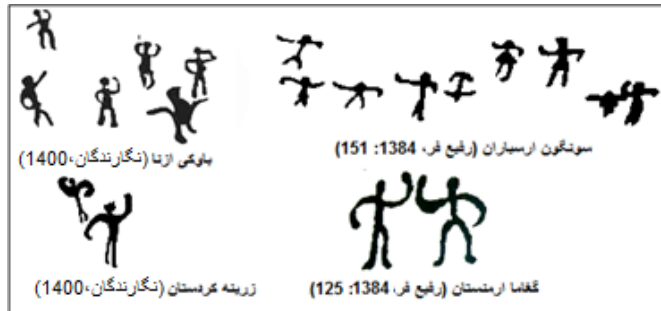 سونگون ارسباران (رفیع فر، 1384: 151)
باوکی ازنا (نگارندگان،1400)
گغاما ارمنستان (رفیع فر، 1384: 125)
زرینه کردستان (نگارندگان،1400)